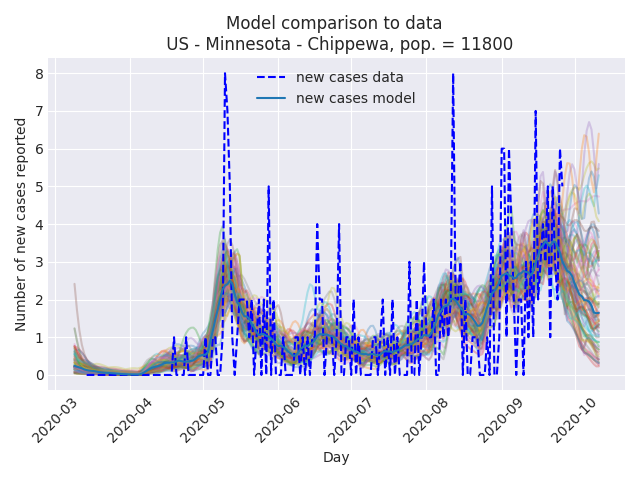 Model comparison to data
US - Minnesota - Chippewa, pop. = 11800
new cases data
new cases model
Number of new cases reported
8
7
6
5
4
3
2
1
0
2020-03
2020-04
2020-05
2020-06
2020-07
2020-08
2020-09
2020-10
Day